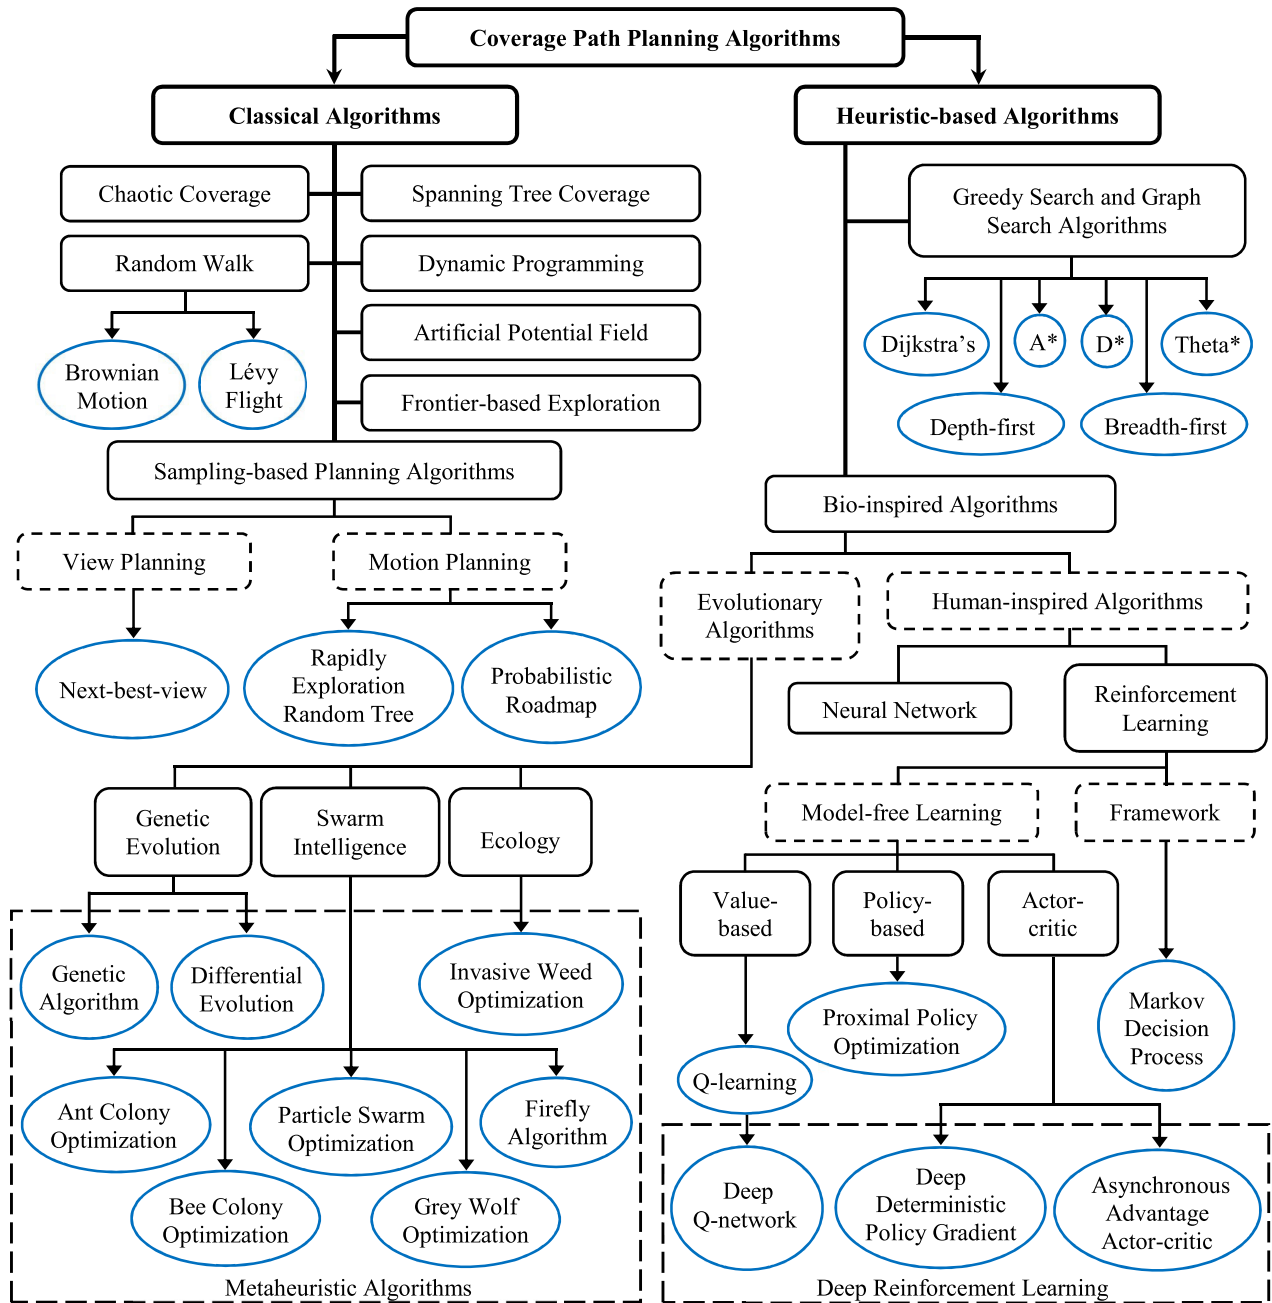 Coverage Path Planning Algorithms
Classical Algorithms
Heuristic-based Algorithms
Chaotic Coverage
Spanning Tree Coverage
Greedy Search and Graph
Search Algorithms
Random Walk
Dynamic Programming
Artificial Potential Field
Dijkstra's
A*
D*
Theta*
Brownian
Motion
Lévy
Flight
Frontier-based Exploration
Depth-first
Breadth-first
Sampling-based Planning Algorithms
Bio-inspired Algorithms
View Planning
Motion Planning
Evolutionary
Algorithms
Human-inspired Algorithms
Next-best-view
Rapidly
Exploration
Random Tree
Probabilistic
Roadmap
Neural Network
Reinforcement
Learning
Genetic
Evolution
Swarm
Intelligence
Ecology
Model-free Learning
Framework
Value-
based
Policy-
based
Actor-
critic
Genetic
Algorithm
Differential
Evolution
Invasive Weed
Optimization
Proximal Policy
Optimization
Markov
Decision
Process
Q-learning
Ant Colony
Optimization
Particle Swarm
Optimization
Firefly
Algorithm
Bee Colony
Optimization
Grey Wolf
Optimization
Deep
Q-network
Deep
Deterministic
Policy Gradient
Asynchronous
Advantage
Actor-critic
Metaheuristic Algorithms
Deep Reinforcement Learning